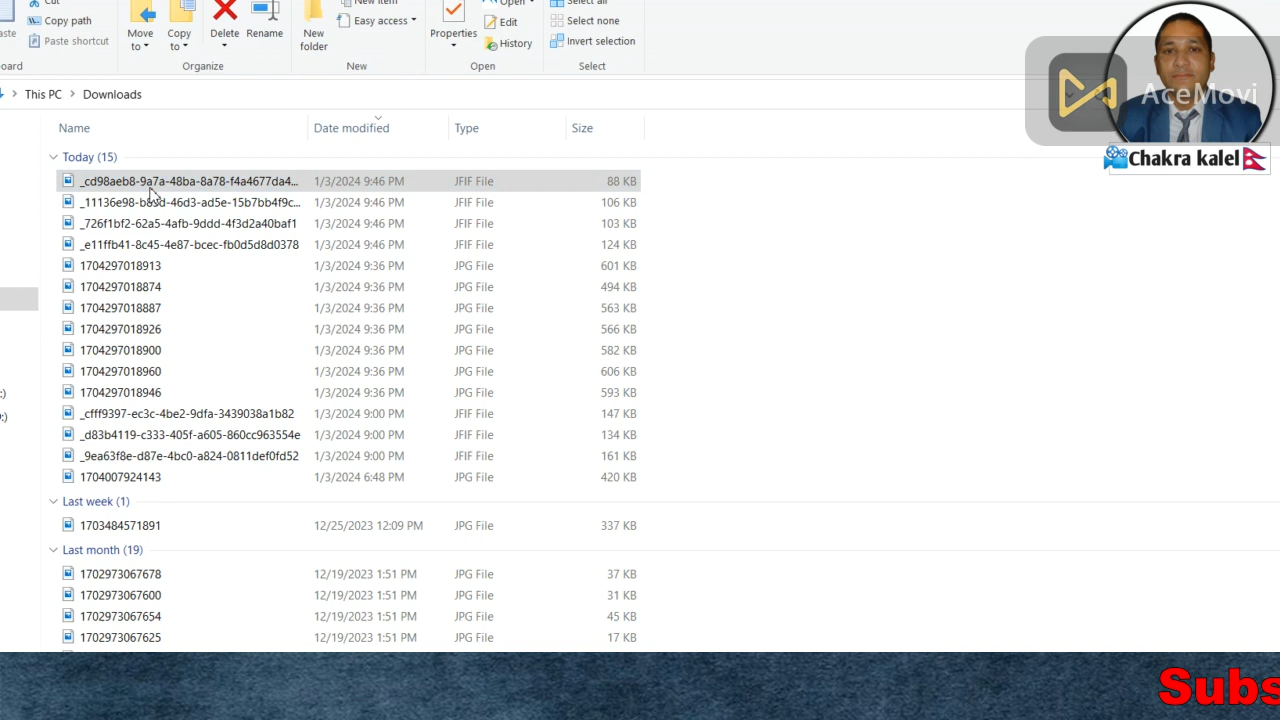 Cut
Copy path
Paste shortcut
Move to
Copy to
Delete
Rename
Organize
New folder
New item
Easy access
New
Properties
Open
Edit
History
Open
Select all
Select none
Invert selection
Select
AceMovi
Chakra kalel
This PC > Downloads
Name Date modified Type Size
Today (15)
_cd98aeb8-9a7a-48ba-8a78-f4a4677da4... 1/3/2024 9:46 PM JFIF File 88 KB
1/3/2024 9:46 PM JFIF File 106 KB
_726f1bf2-62a5-4afb-9ddd-4f3d2a40baf1 1/3/2024 9:46 PM JFIF File 103 KB
_e11ffb41-8c45-4e87-bcec-fb0d5d8d0378 1/3/2024 9:46 PM JFIF File 124 KB
1704297018913 1/3/2024 9:36 PM JPG File 601 KB
1704297018874 1/3/2024 9:36 PM JPG File 494 KB
1704297018887 1/3/2024 9:36 PM JPG File 563 KB
1704297018926 1/3/2024 9:36 PM JPG File 566 KB
1704297018900 1/3/2024 9:36 PM JPG File 582 KB
1704297018960 1/3/2024 9:36 PM JPG File 606 KB
1704297018946 1/3/2024 9:36 PM JPG File 593 KB
_cfff9397-ec3c-4be2-9dfa-3439038a1b82 1/3/2024 9:00 PM JFIF File 147 KB
_d83b4119-c333-405f-a605-860cc963554e 1/3/2024 9:00 PM JFIF File 134 KB
_9ea63f8e-d87e-4bc0-a824-0811def0fd52 1/3/2024 9:00 PM JFIF File 161 KB
1704007924143 1/3/2024 6:48 PM JPG File 420 KB
Last week (1)
1703484571891 12/25/2023 12:09 PM JPG File 337 KB
Last month (19)
1702973067678 12/19/2023 1:51 PM JPG File 37 KB
1702973067600 12/19/2023 1:51 PM JPG File 31 KB
1702973067654 12/19/2023 1:51 PM JPG File 45 KB
1702973067625 12/19/2023 1:51 PM JPG File 17 KB
Subs